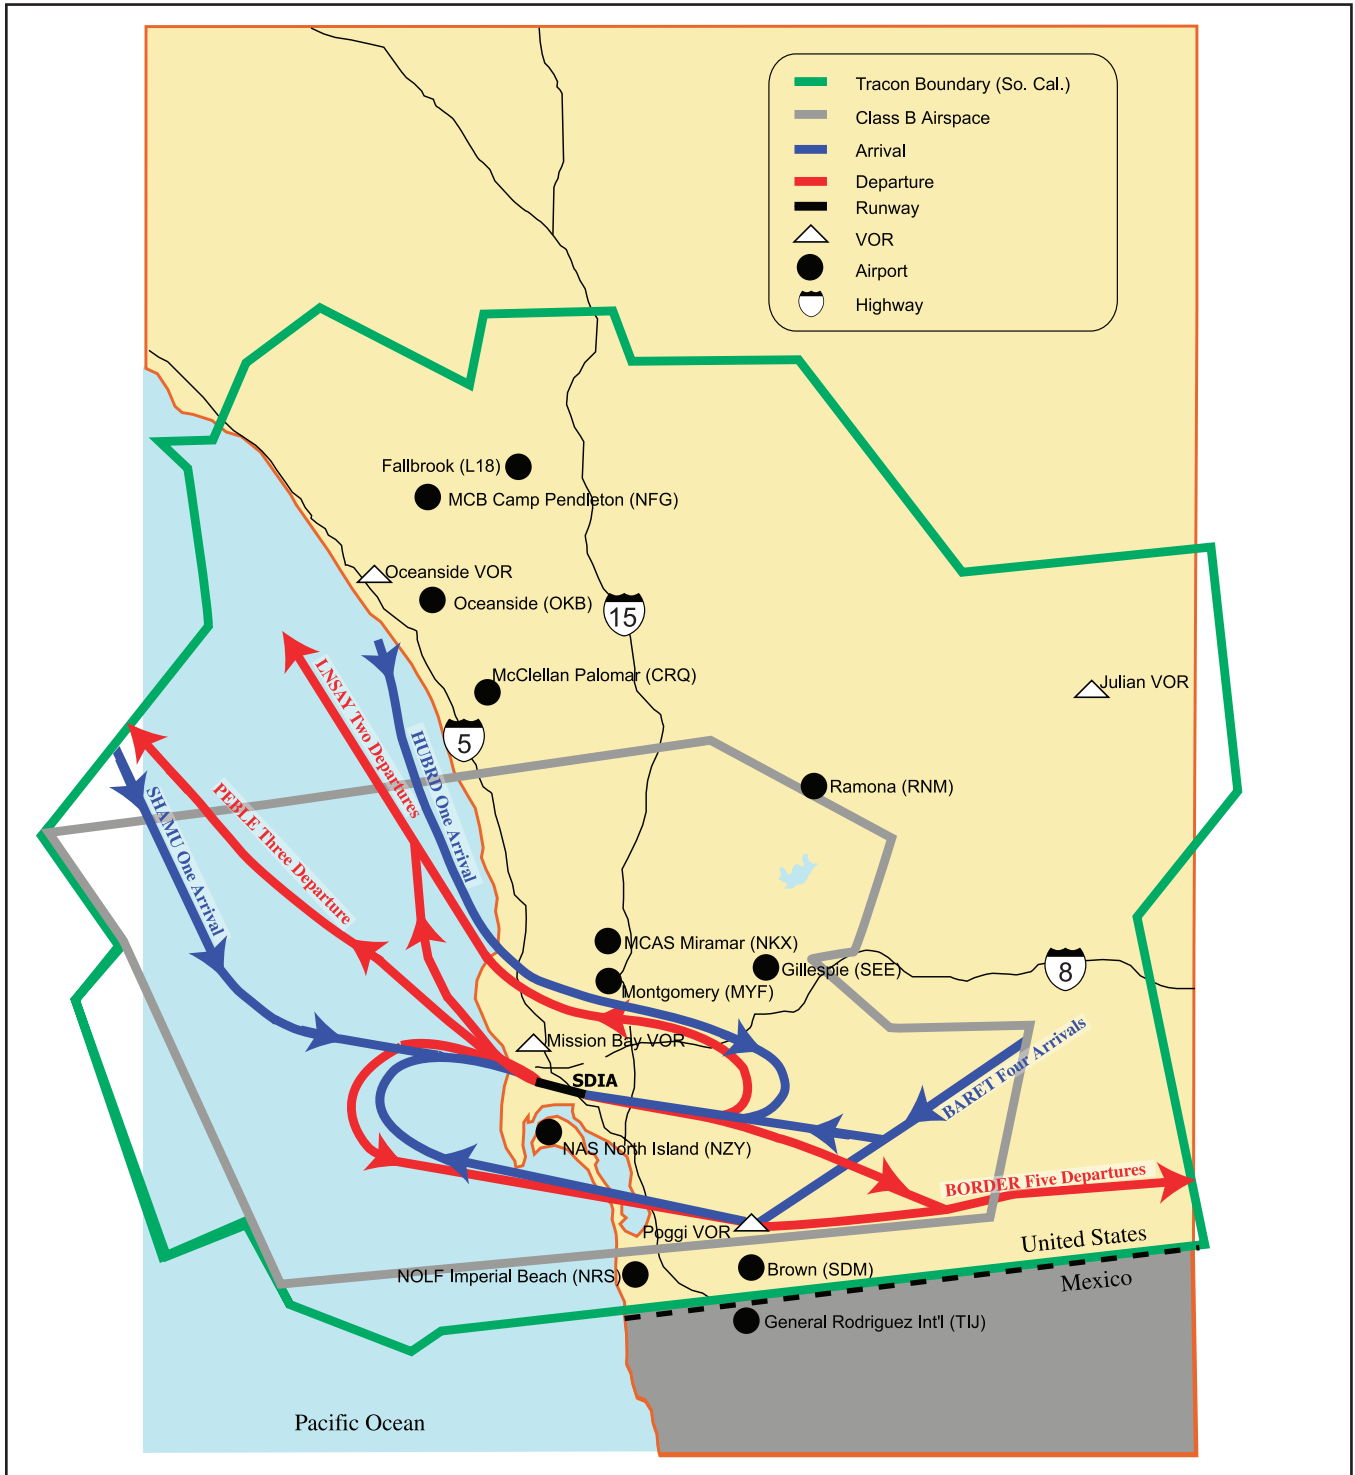 Tracon Boundary (So. Cal.)
Class B Airspace
Arrival
Departure
Runway
VOR
Airport
Highway
Fallbrook (L18)
MCB Camp Pendleton (NFG)
Oceanside VOR
Oceanside (OKB)
15
McClellan Palomar (CRQ)
Julian VOR
5
LNSAY Two Departures
HUBRD One Arrival
PEBLE Three Departure
SHAMU One Arrival
Ramona (RNM)
MCAS Miramar (NKX)
Gillespie (SEE)
8
Montgomery (MYF)
Mission Bay VOR
SDIA
BARET Four Arrivals
NAS North Island (NZY)
BORDER Five Departures
Poggi VOR
United States
Brown (SDM)
NOLF Imperial Beach (NRS)
Mexico
General Rodriguez Int'l (TIJ)
Pacific Ocean